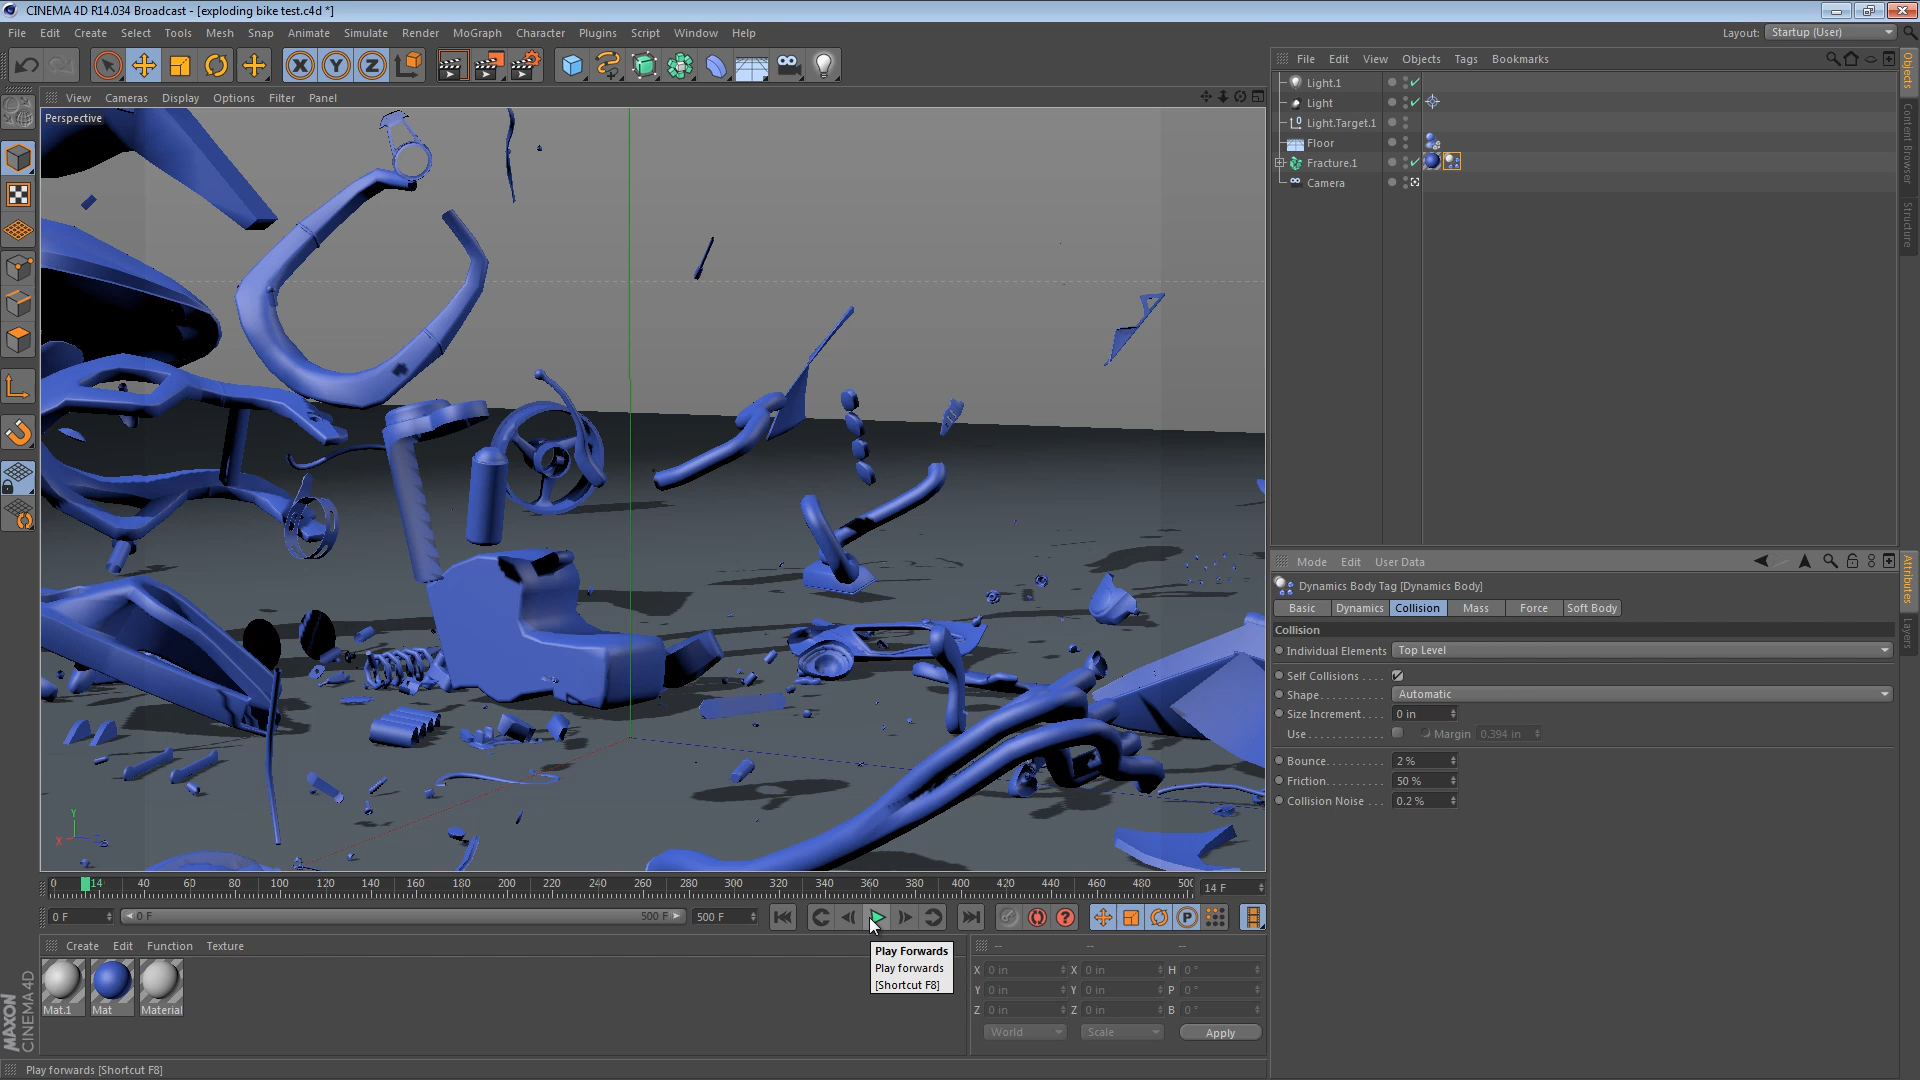 CINEMA 4D R14.034 Broadcast - [exploding bike test.c4d *]
File Edit Create Select Tools Mesh Snap Animate Simulate Render MoGraph Character Plugins Script Window Help
Layout: Startup (User)
X Y Z
View Cameras Display Options Filter Panel
Perspective
File Edit View Objects Tags Bookmarks
Light.1
Light
Light.Target.1
Floor
Fracture.1
Camera
Objects
Content Browser
Structure
Mode Edit User Data
Dynamics Body Tag [Dynamics Body]
Basic Dynamics Collision Mass Force Soft Body
Collision
Individual Elements Top Level
Self Collisions . . . .
Shape. . . . . . . . . . . Automatic
Size Increment. . . . 0 in
Use . . . . . . . . . . . . . Margin 0.394 in
Bounce. . . . . . . . . . 2 %
Friction. . . . . . . . . . 50 %
Collision Noise . . . 0.2 %
Attributes
Layers
Y
X
0 14 40 60 80 100 120 140 160 180 200 220 240 260 280 300 320 340 360 380 400 420 440 460 480 500
14 F
0 F 0 F 500 F 500 F
P
Create Edit Function Texture
Mat.1 Mat Material
Play Forwards
Play forwards
[Shortcut F8]
-- -- --
X 0 in X 0 in H 0 °
Y 0 in Y 0 in P 0 °
Z 0 in Z 0 in B 0 °
World Scale Apply
MAXON
CINEMA 4D
Play forwards [Shortcut F8]